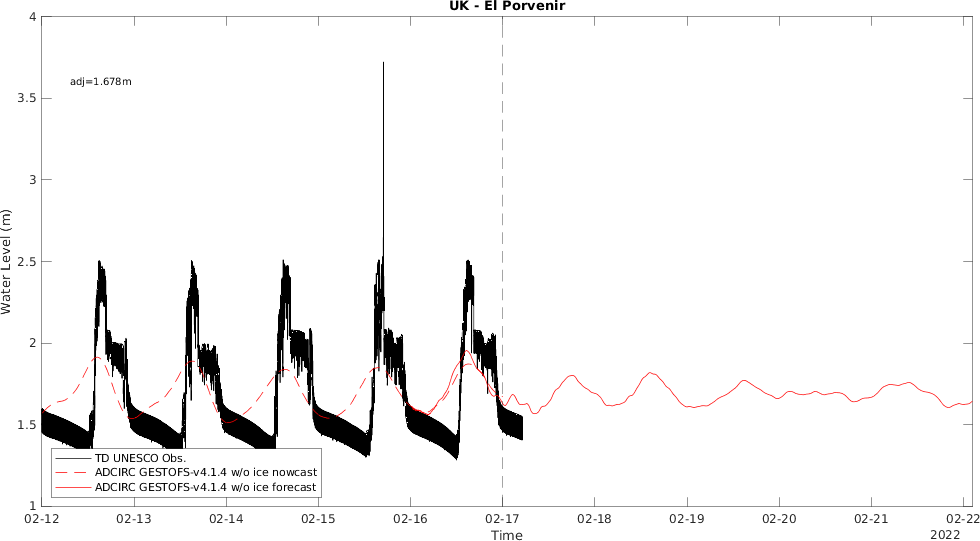 UK - El Porvenir
4
adj=1.678m
3.5
3
2.5
2
1.5
1
Water Level (m)
TD UNESCO Obs.
ADCIRC GESTOFS-v4.1.4 w/o ice nowcast
ADCIRC GESTOFS-v4.1.4 w/o ice forecast
02-12 02-13 02-14 02-15 02-16 02-17 02-18 02-19 02-20 02-21 02-22
Time 2022